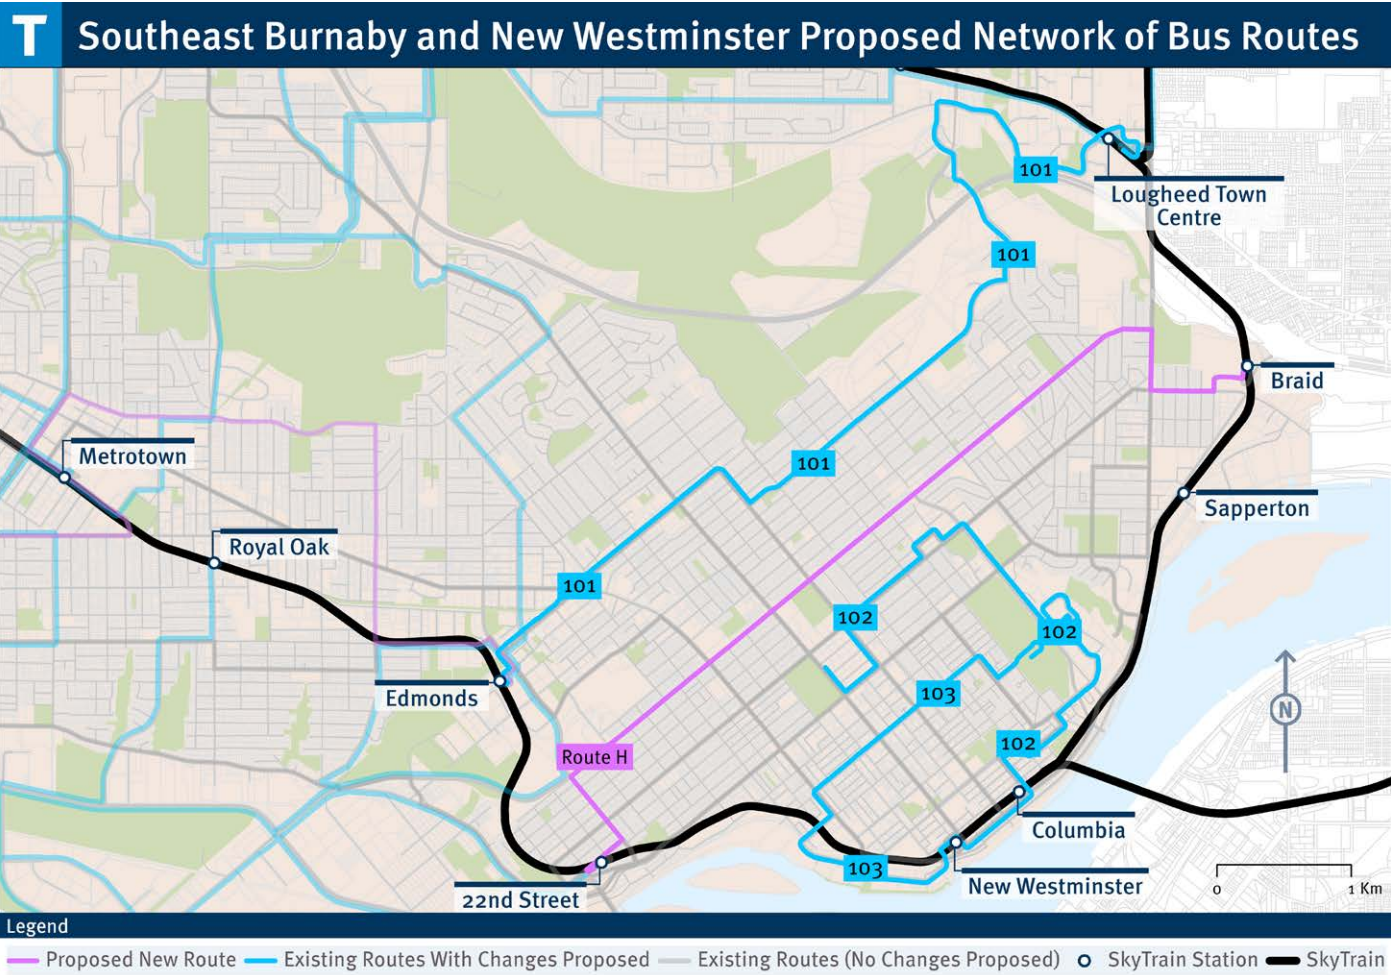 T Southeast Burnaby and New Westminster Proposed Network of Bus Routes
101
Lougheed Town
Centre
101
Braid
Metrotown
101
Sapperton
Royal Oak
101
102
102
Edmonds
103
N
102
Route H
Columbia
103
New Westminster
22nd Street
0 1 Km
Legend
Proposed New Route Existing Routes With Changes Proposed Existing Routes (No Changes Proposed) SkyTrain Station SkyTrain